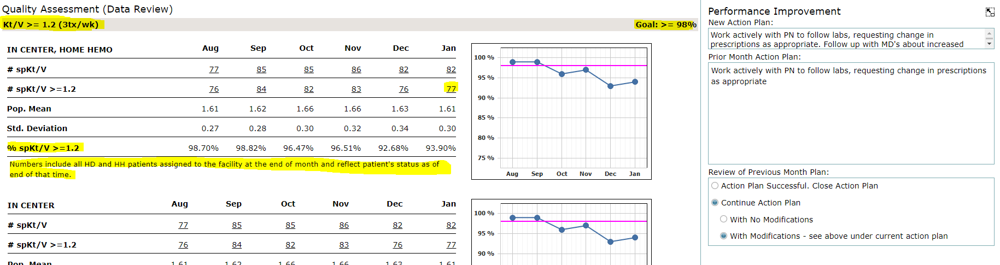 Quality Assessment (Data Review)
Kt/V >= 1.2 (3tx/wk) Goal: >= 98%
IN CENTER, HOME HEMO Aug Sep Oct Nov Dec Jan
# spKt/V 77 85 85 86 82 82
# spKt/V >=1.2 76 84 82 83 76 77
Pop. Mean 1.61 1.62 1.66 1.66 1.63 1.61
Std. Deviation 0.27 0.28 0.30 0.32 0.34 0.30
% spKt/V >=1.2 98.70% 98.82% 96.47% 96.51% 92.68% 93.90%
Numbers include all HD and HH patients assigned to the facility at the end of month and reflect patient's status as of
end of that time.
100 %
95 %
90 %
85 %
80 %
75 %
Aug Sep Oct Nov Dec Jan
IN CENTER Aug Sep Oct Nov Dec Jan
# spKt/V 77 85 85 86 82 82
# spKt/V >=1.2 76 84 82 83 76 77
Pop. Mean 1.61 1.62 1.66 1.66 1.63 1.61
100 %
95 %
90 %
Performance Improvement
New Action Plan:
Work actively with PN to follow labs, requesting change in
prescriptions as appropriate. Follow up with MD's about increased
Prior Month Action Plan:
Work actively with PN to follow labs, requesting change in prescriptions
as appropriate
Review of Previous Month Plan:
Action Plan Successful. Close Action Plan
Continue Action Plan
With No Modifications
With Modifications - see above under current action plan